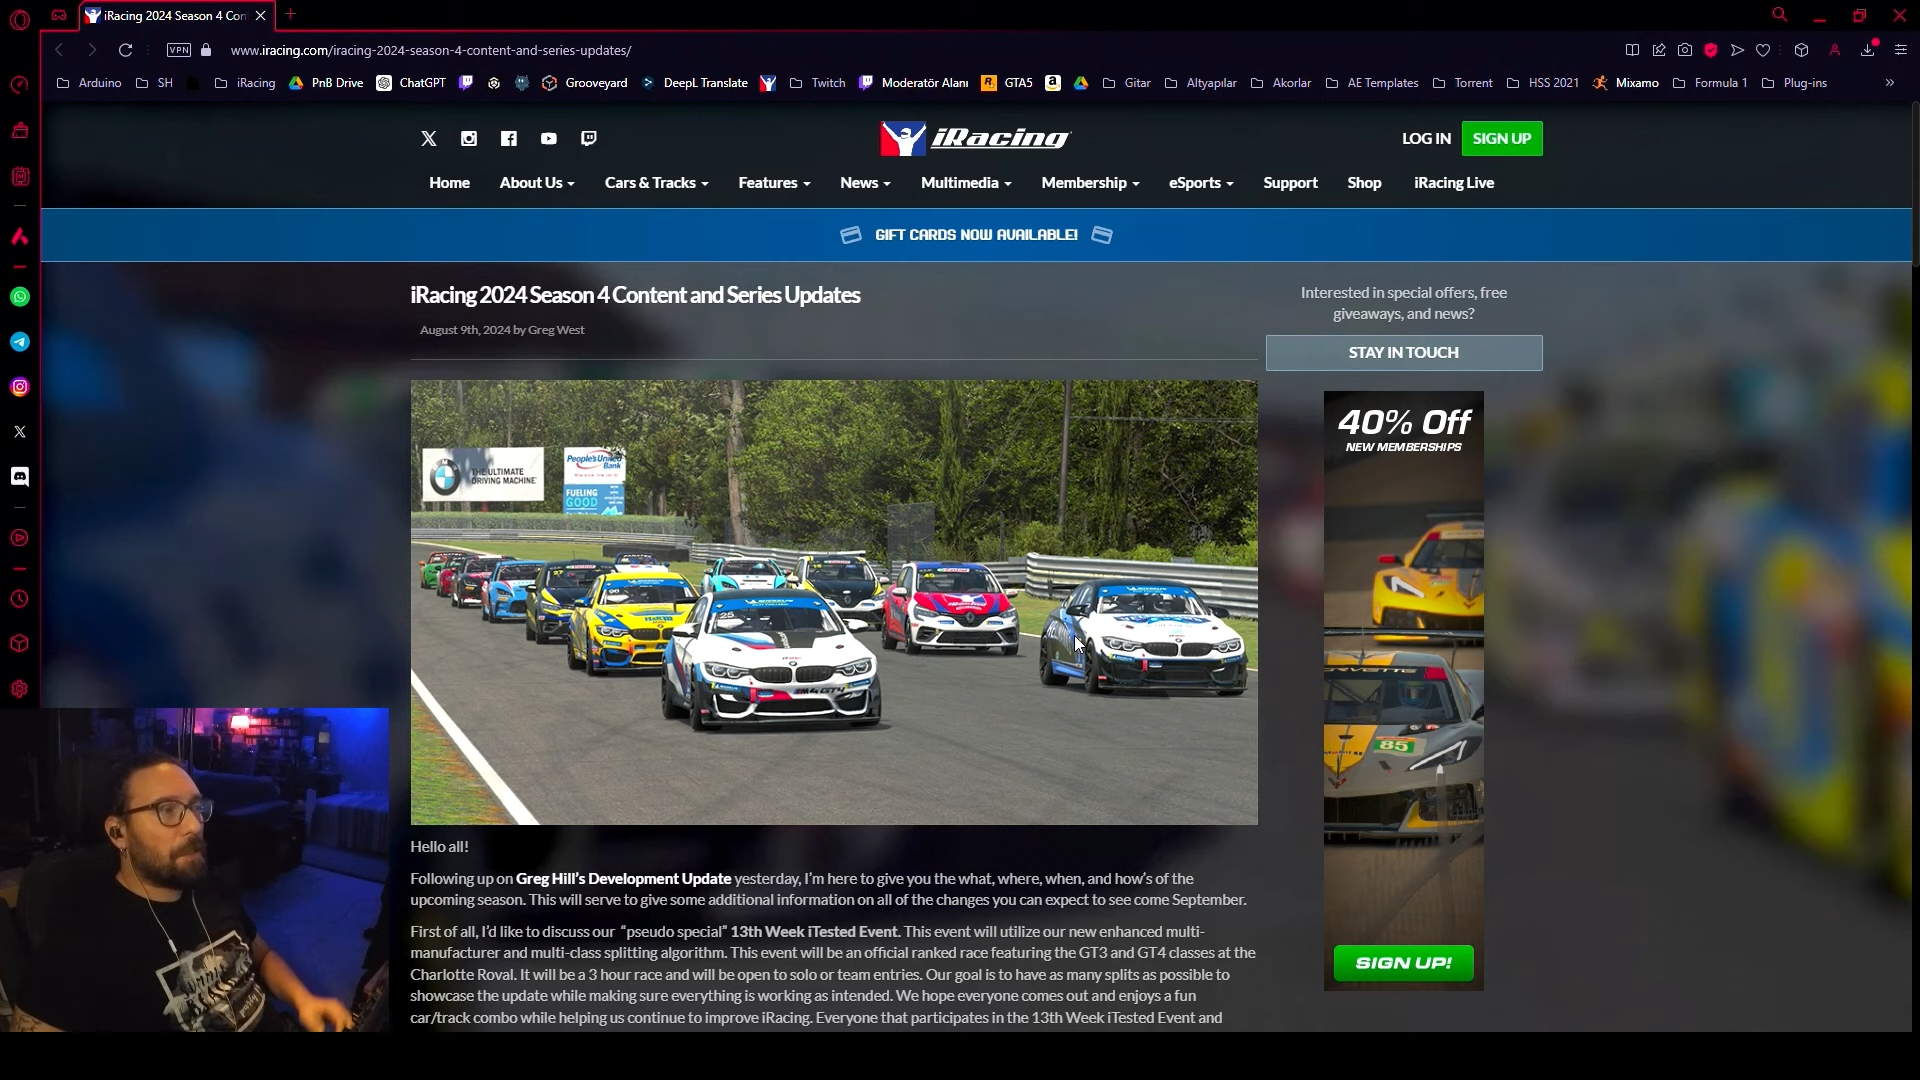 iRacing 2024 Season 4 Con
VPN
www.iracing.com/iracing-2024-season-4-content-and-series-updates/
Arduino SH iRacing PnB Drive ChatGPT Grooveyard DeepL Translate Twitch Moderatör Alanı GTA5 Gitar Altyapılar Akorlar AE Templates Torrent HSS 2021 Mixamo Formula 1 Plug-ins
iRacing
LOG IN SIGN UP
Home About Us Cars & Tracks Features News Multimedia Membership eSports Support Shop iRacing Live
GIFT CARDS NOW AVAILABLE!
iRacing 2024 Season 4 Content and Series Updates
August 9th, 2024 by Greg West
Interested in special offers, free
giveaways, and news?
STAY IN TOUCH
40% Off
NEW MEMBERSHIPS
THE ULTIMATE
DRIVING MACHINE
People's United
Bank
FUELING
GOOD
85
SIGN UP!
Hello all!
Following up on Greg Hill's Development Update yesterday, I'm here to give you the what, where, when, and how's of the
upcoming season. This will serve to give some additional information on all of the changes you can expect to see come September.
First of all, I'd like to discuss our “pseudo special” 13th Week iTested Event. This event will utilize our new enhanced multi-
manufacturer and multi-class splitting algorithm. This event will be an official ranked race featuring the GT3 and GT4 classes at the
Charlotte Roval. It will be a 3 hour race and will be open to solo or team entries. Our goal is to have as many splits as possible to
showcase the update while making sure everything is working as intended. We hope everyone comes out and enjoys a fun
car/track combo while helping us continue to improve iRacing. Everyone that participates in the 13th Week iTested Event and